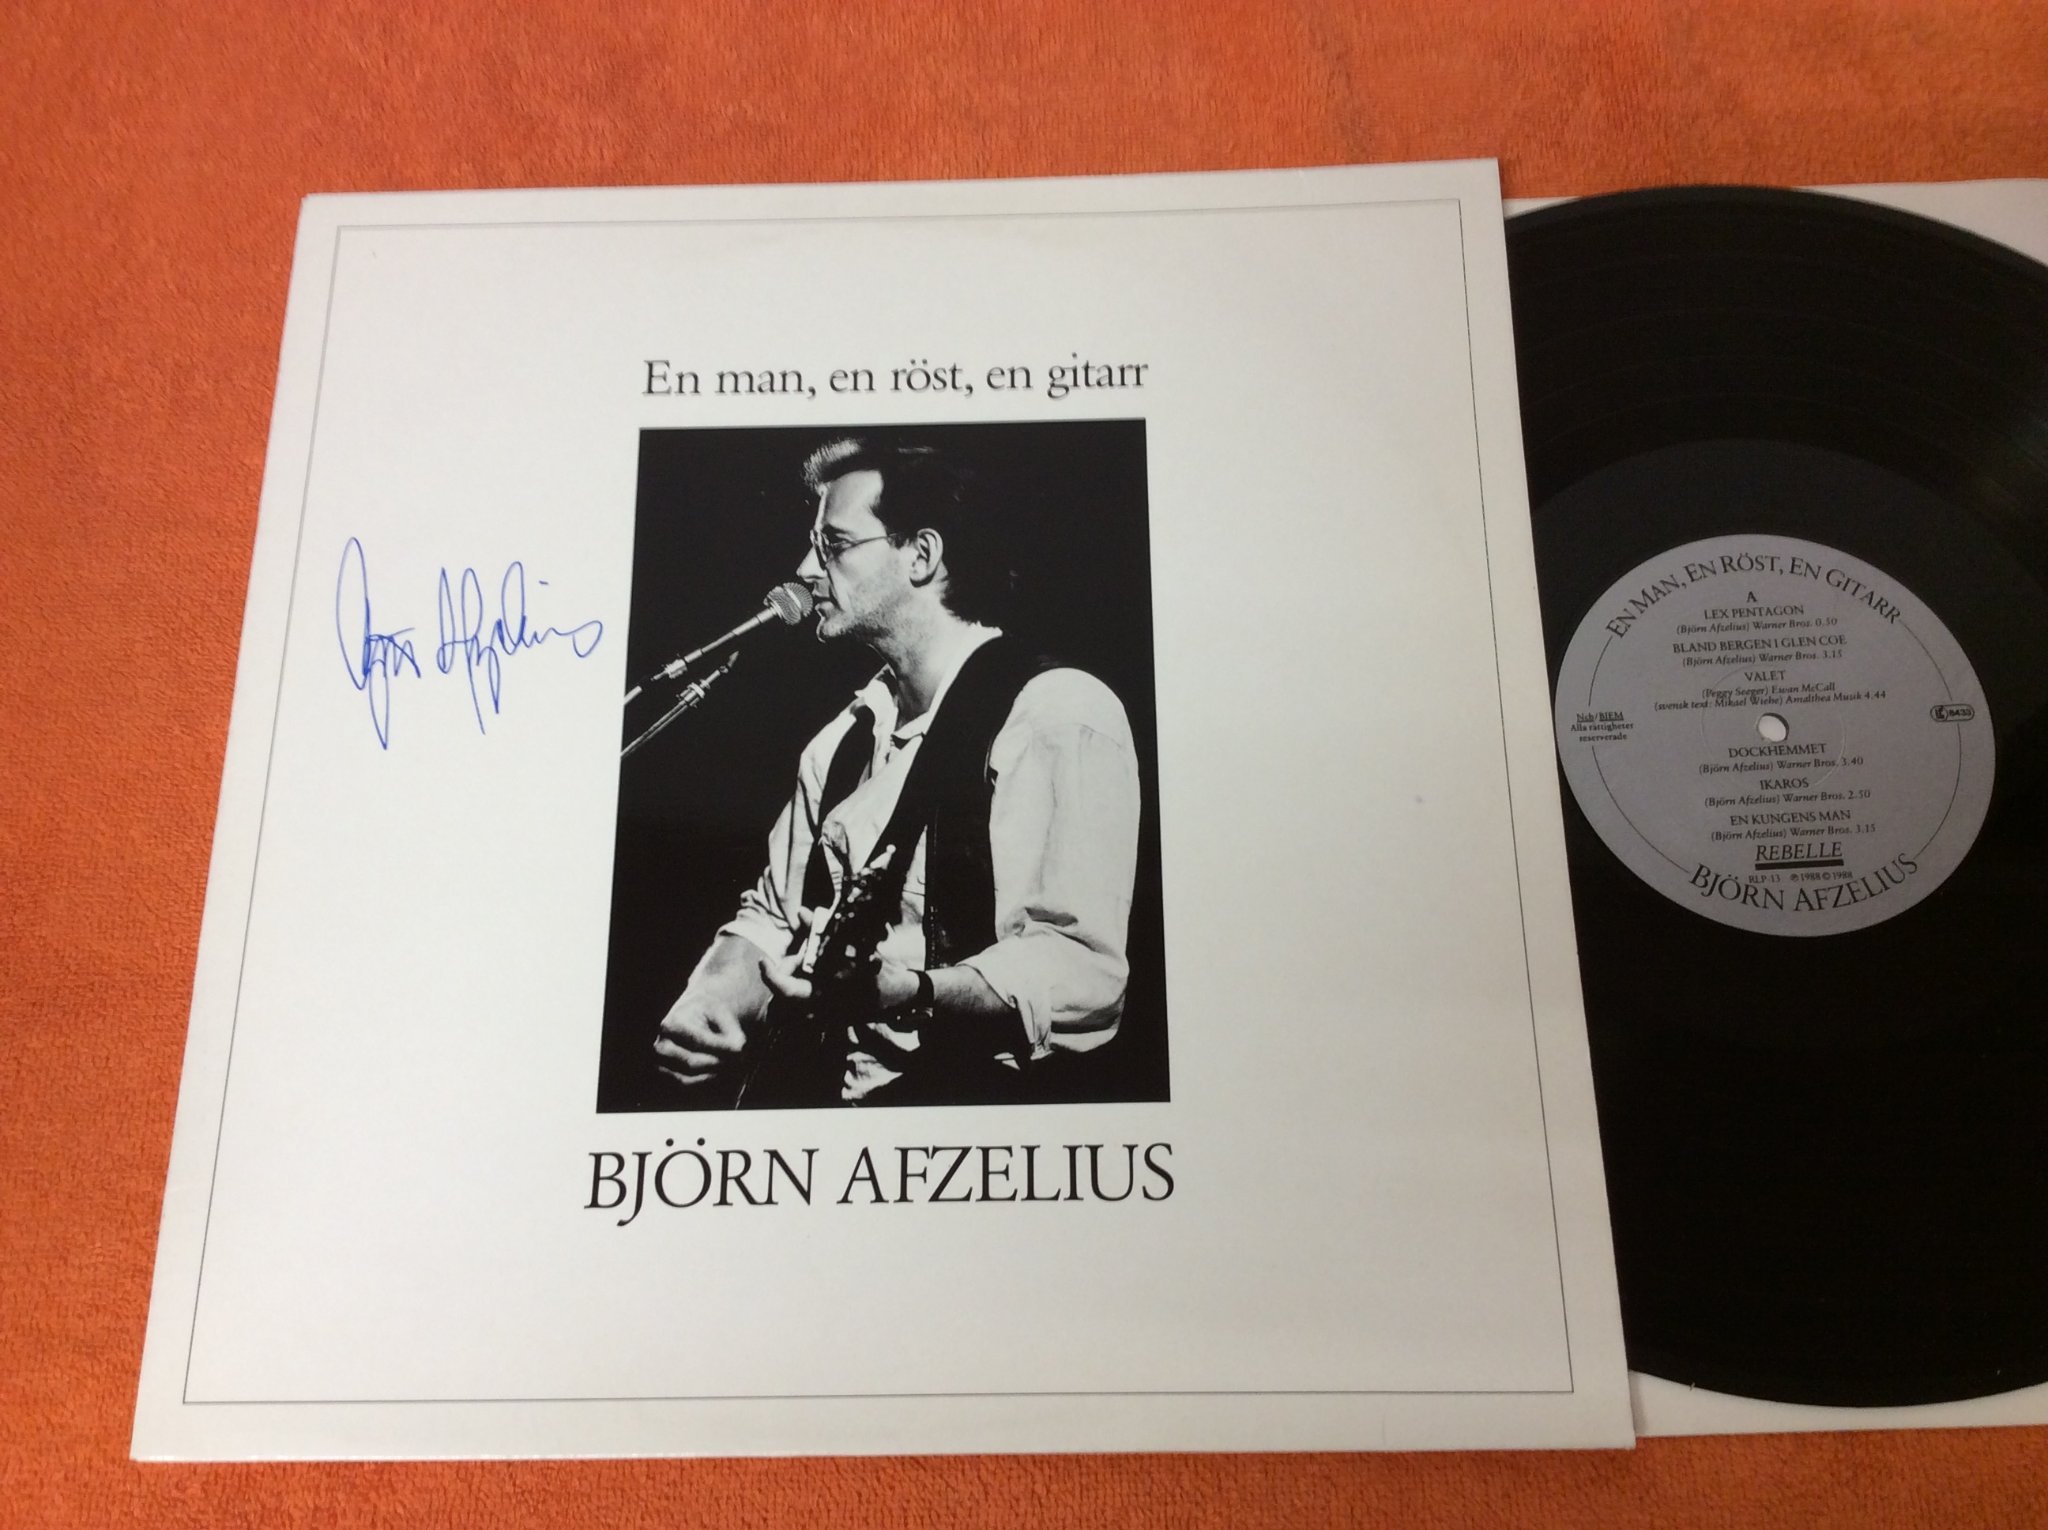 En man, en röst, en gitarr
Björn Afzelius
BJÖRN AFZELIUS
EN MAN, EN RÖST, EN GITARR
A
LEX PENTAGON
(Björn Afzelius) Warner Bros. 0.50
BLAND BERGEN I GLEN COE
(Björn Afzelius) Warner Bros. 3.15
VALET
(Peggy Seeger) Ewan McCall
(svensk text: Mikael Wiehe) Amalthea Musik 4.44
Ncb/BIEM
Alla rättigheter
reserverade
LC 8433
DOCKHEMMET
(Björn Afzelius) Warner Bros. 3.40
IKAROS
(Björn Afzelius) Warner Bros. 2.50
EN KUNGENS MAN
(Björn Afzelius) Warner Bros. 3.15
REBELLE
RLP 13 ℗ 1988 © 1988
BJÖRN AFZELIUS